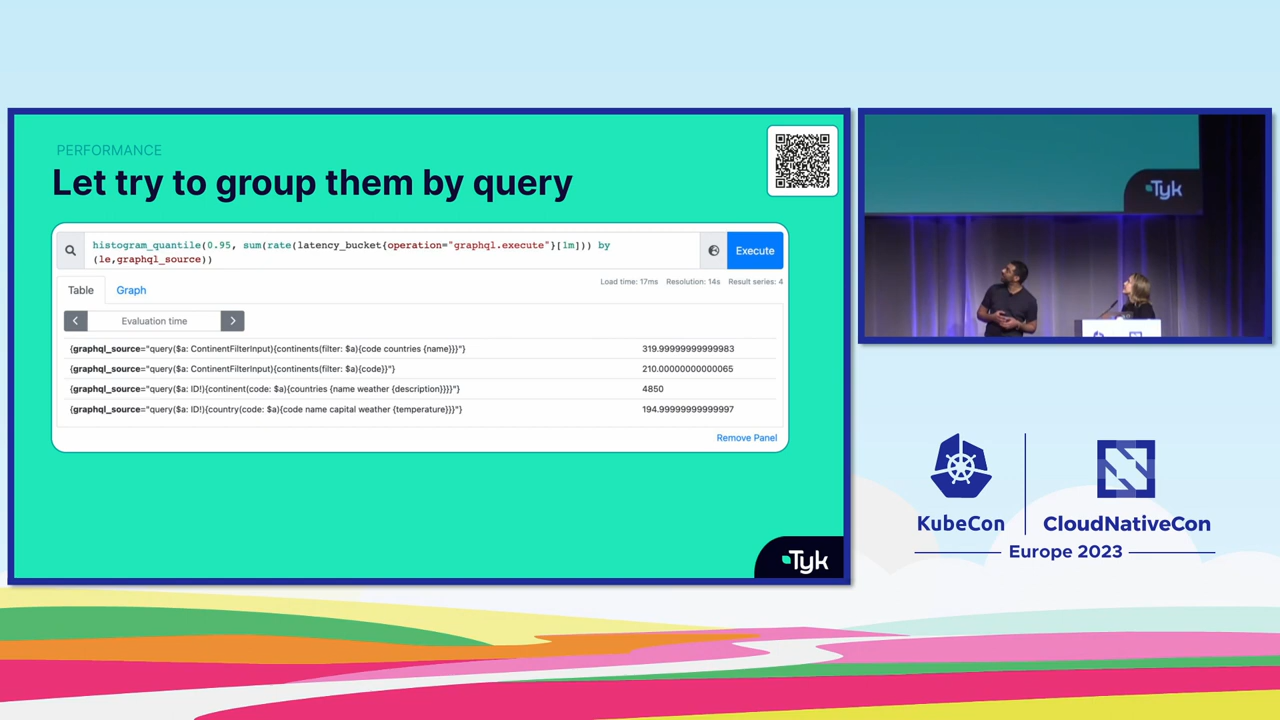 PERFORMANCE
Let try to group them by query
histogram_quantile(0.95, sum(rate(latency_bucket{operation="graphql.execute"}[1m])) by
(le,graphql_source))
Execute
Load time: 17ms Resolution: 14s Result series: 4
Table Graph
Evaluation time
{graphql_source="query($a: ContinentFilterInput){continents(filter: $a){code countries {name}}}"} 319.99999999999983
{graphql_source="query($a: ContinentFilterInput){continents(filter: $a){code}}"} 210.00000000000065
{graphql_source="query($a: ID!){continent(code: $a){countries {name weather {description}}}}"} 4850
{graphql_source="query($a: ID!){country(code: $a){code name capital weather {temperature}}}"} 194.99999999999997
Remove Panel
Tyk
Tyk
KubeCon CloudNativeCon
Europe 2023